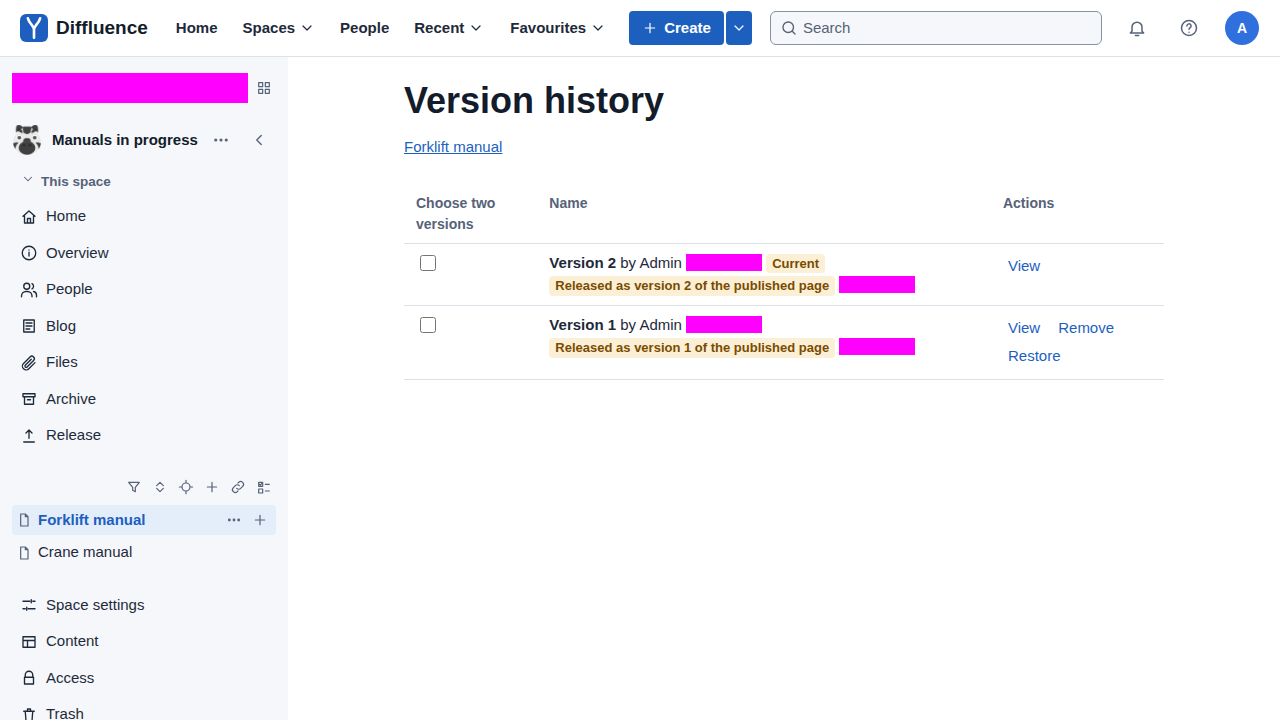 Diffluence Home Spaces People Recent Favourites Create Search A
Manuals in progress
This space
Home
Overview
People
Blog
Files
Archive
Release
Forklift manual
Crane manual
Space settings
Content
Access
Trash
Version history
Forklift manual
Choose two versions Name Actions
Version 2 by Admin Current View
Released as version 2 of the published page
Version 1 by Admin View Remove
Released as version 1 of the published page Restore